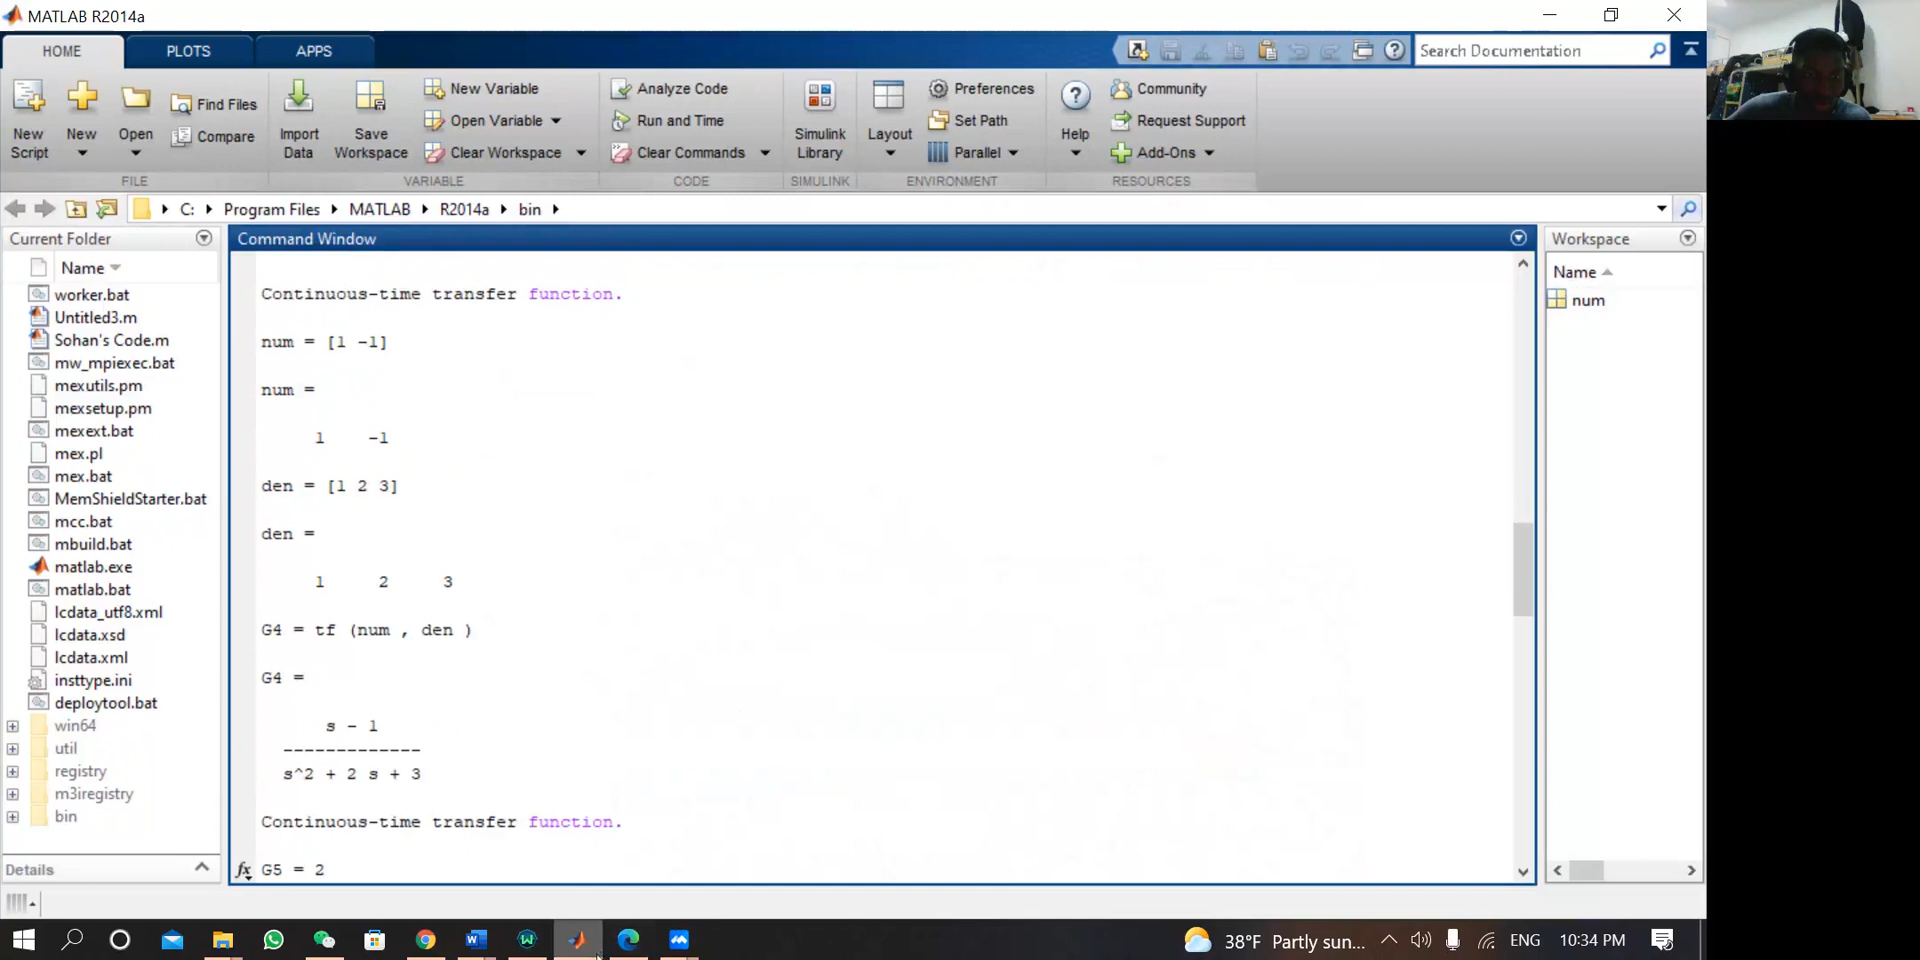 MATLAB R2014a
HOME PLOTS APPS
Search Documentation
New Script
New
Open
Find Files
Compare
Import Data
Save Workspace
New Variable
Open Variable
Clear Workspace
Analyze Code
Run and Time
Clear Commands
Simulink Library
Layout
Preferences
Set Path
Parallel
Help
Community
Request Support
Add-Ons
FILE VARIABLE CODE SIMULINK ENVIRONMENT RESOURCES
C: Program Files MATLAB R2014a bin
Current Folder
Name
worker.bat
Untitled3.m
Sohan's Code.m
mw_mpiexec.bat
mexutils.pm
mexsetup.pm
mexext.bat
mex.pl
mex.bat
MemShieldStarter.bat
mcc.bat
mbuild.bat
matlab.exe
matlab.bat
lcdata_utf8.xml
lcdata.xsd
lcdata.xml
insttype.ini
deploytool.bat
win64
util
registry
m3iregistry
bin
Details
Command Window
Continuous-time transfer function.
num = [1 -1]
num =
1 -1
den = [1 2 3]
den =
1 2 3
G4 = tf (num , den )
G4 =
s - 1
-------------
s^2 + 2 s + 3
Continuous-time transfer function.
fx G5 = 2
Workspace
Name
num
38°F Partly sun...
ENG
10:34 PM